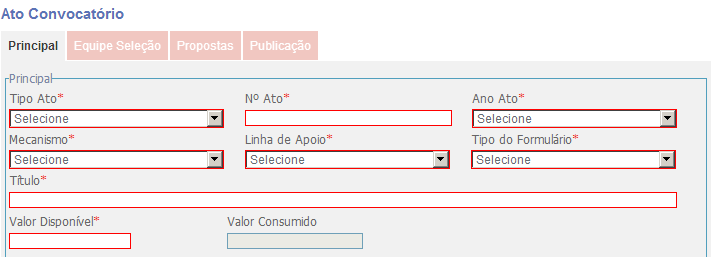 Ato Convocatório
Principal Equipe Seleção Propostas Publicação
Principal
Tipo Ato* Nº Ato* Ano Ato*
Selecione Selecione
Mecanismo* Linha de Apoio* Tipo do Formulário*
Selecione Selecione Selecione
Título*
Valor Disponível* Valor Consumido